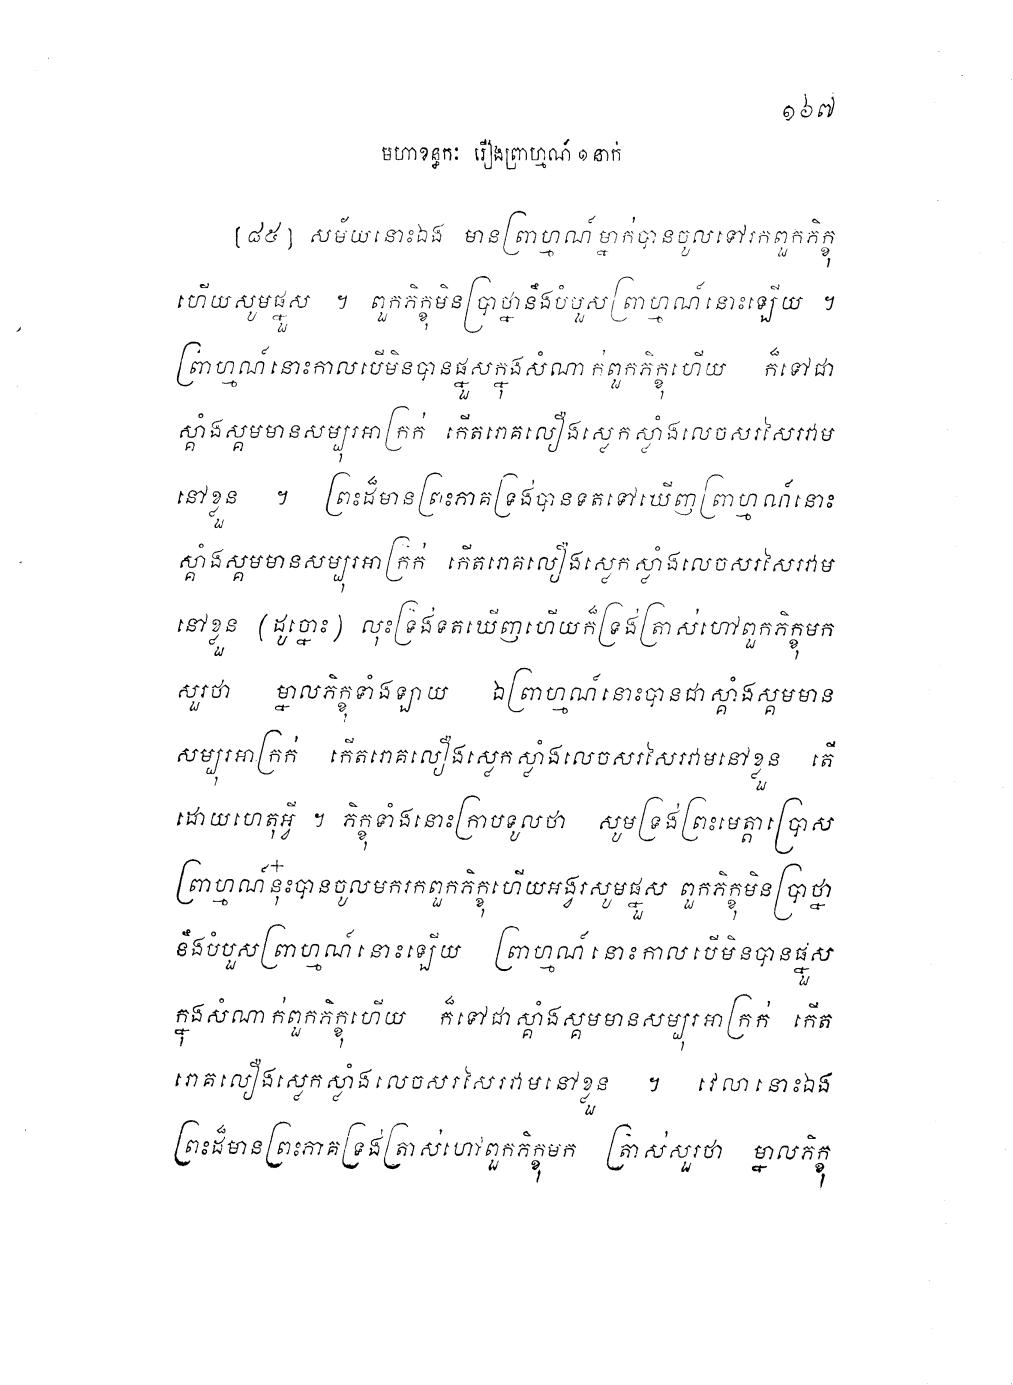 ១៦៧
មហាខន្ធកៈ រឿងព្រាហ្មណ៍ ១ នាក់
[៨៥] សម័យនោះឯង មានព្រាហ្មណ៍ម្នាក់បានចូលទៅរកពួកភិក្ខុ
ហើយសូមផ្នួស ។ ពួកភិក្ខុមិនប្រាថ្នានឹងបំបួសព្រាហ្មណ៍នោះឡើយ ។
ព្រាហ្មណ៍នោះកាលបើមិនបានផ្នួសក្នុងសំណាក់ពួកភិក្ខុហើយ ក៏ទៅជា
ស្គាំងស្គមមានសម្បុរអាក្រក់ កើតរោគលឿងស្លេកស្លាំងលេចសរសៃរវាម
នៅខ្លួន ។ ព្រះដ៏មានព្រះភាគទ្រង់បានទតទៅឃើញព្រាហ្មណ៍នោះ
ស្គាំងស្គមមានសម្បុរអាក្រក់ កើតរោគលឿងស្លេកស្លាំងលេចសរសៃរវាម
នៅខ្លួន (ដូច្នោះ) លុះទ្រង់ទតឃើញហើយក៏ទ្រង់ត្រាស់ហៅពួកភិក្ខុមក
សួរថា ម្នាលភិក្ខុទាំងឡាយ ឯព្រាហ្មណ៍នោះបានជាស្គាំងស្គមមាន
សម្បុរអាក្រក់ កើតរោគលឿងស្លេកស្លាំងលេចសរសៃរវាមនៅខ្លួន តើ
ដោយហេតុអ្វី ។ ភិក្ខុទាំងនោះក្រាបទូលថា សូមទ្រង់ព្រះមេត្តាប្រោស
ព្រាហ្មណ៍នុ៎ះបានចូលមករកពួកភិក្ខុហើយអង្វរសូមផ្នួស ពួកភិក្ខុមិនប្រាថ្នា
នឹងបំបួសព្រាហ្មណ៍នោះឡើយ ព្រាហ្មណ៍នោះកាលបើមិនបានផ្នួស
ក្នុងសំណាក់ពួកភិក្ខុហើយ ក៏ទៅជាស្គាំងស្គមមានសម្បុរអាក្រក់ កើត
រោគលឿងស្លេកស្លាំងលេចសរសៃរវាមនៅខ្លួន ។ វេលានោះឯង
ព្រះដ៏មានព្រះភាគទ្រង់ត្រាស់ហៅពួកភិក្ខុមក ត្រាស់សួរថា ម្នាលភិក្ខុ